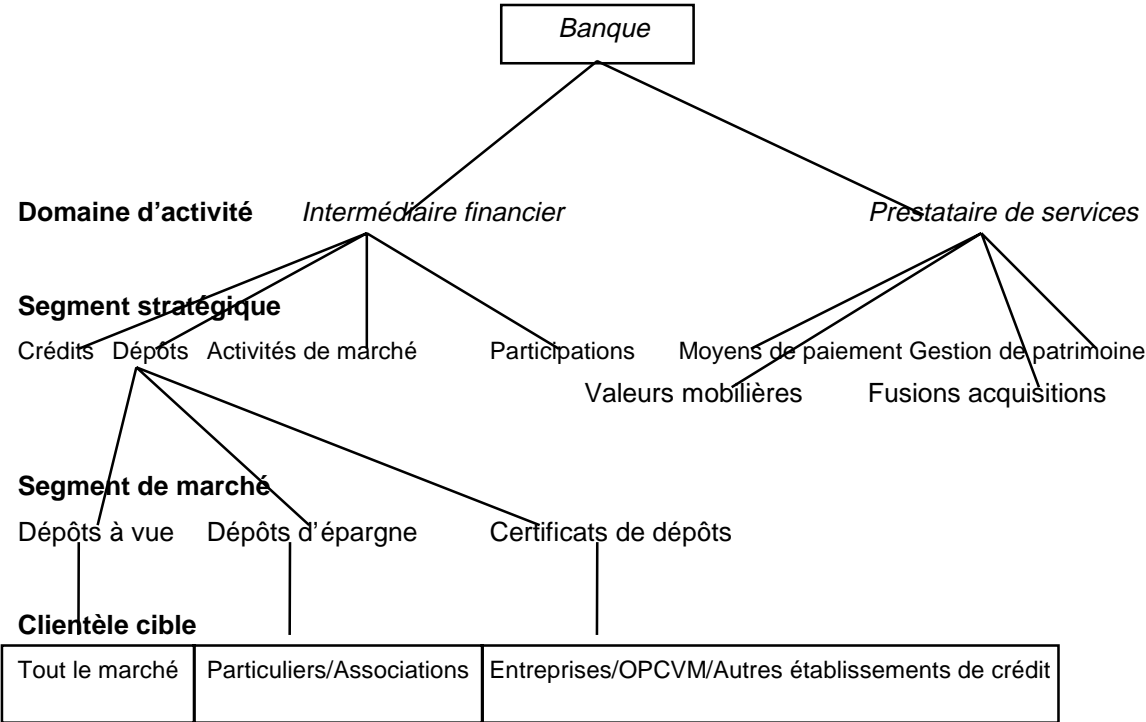 Banque
Domaine d'activité Intermédiaire financier Prestataire de services
Segment stratégique
Crédits Dépôts Activités de marché Participations Moyens de paiement Gestion de patrimoine
Valeurs mobilières Fusions acquisitions
Segment de marché
Dépôts à vue Dépôts d'épargne Certificats de dépôts
Clientèle cible
Tout le marché Particuliers/Associations Entreprises/OPCVM/Autres établissements de crédit